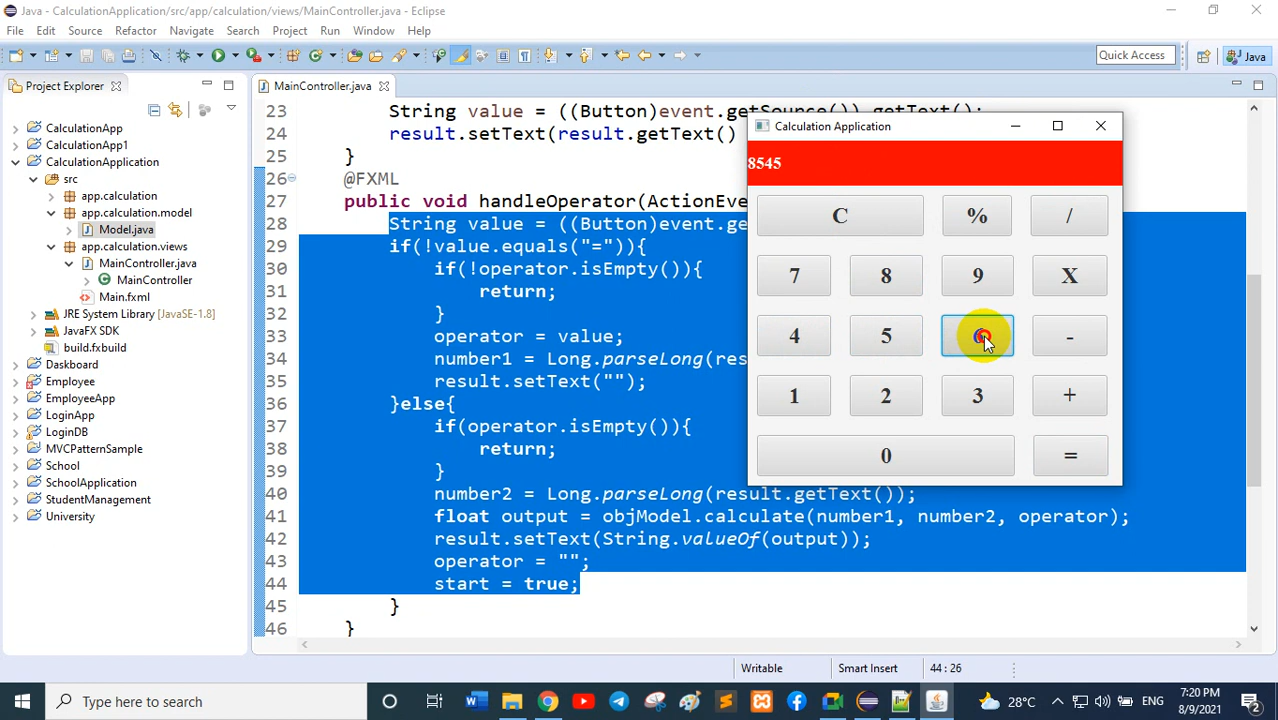 Java - CalculationApplication/src/app/calculation/views/MainController.java - Eclipse
File Edit Source Refactor Navigate Search Project Run Window Help
Quick Access
Java
Project Explorer
MainController.java
CalculationApp
CalculationApp1
CalculationApplication
src
app.calculation
app.calculation.model
Model.java
app.calculation.views
MainController.java
MainController
Main.fxml
JRE System Library [JavaSE-1.8]
JavaFX SDK
build.fxbuild
Daskboard
Employee
EmployeeApp
LoginApp
LoginDB
MVCPatternSample
School
SchoolApplication
StudentManagement
University
23 String value = ((Button)event.getSource()).getText();
24 result.setText(result.getText()
25 }
26 @FXML
27 public void handleOperator(ActionEve
28 String value = ((Button)event.ge
29 if(!value.equals("=")){
30 if(!operator.isEmpty()){
31 return;
32 }
33 operator = value;
34 number1 = Long.parseLong(
35 result.setText("");
36 }else{
37 if(operator.isEmpty()){
38 return;
39 }
40 number2 = Long.parseLong(result.getText());
41 float output = objModel.calculate(number1, number2, operator);
42 result.setText(String.valueOf(output));
43 operator = "";
44 start = true;
45 }
46 }
Calculation Application
8545
C % /
7 8 9 X
4 5 6 -
1 2 3 +
0 =
Writable Smart Insert 44 : 26
Type here to search
28°C
ENG
7:20 PM
8/9/2021
2